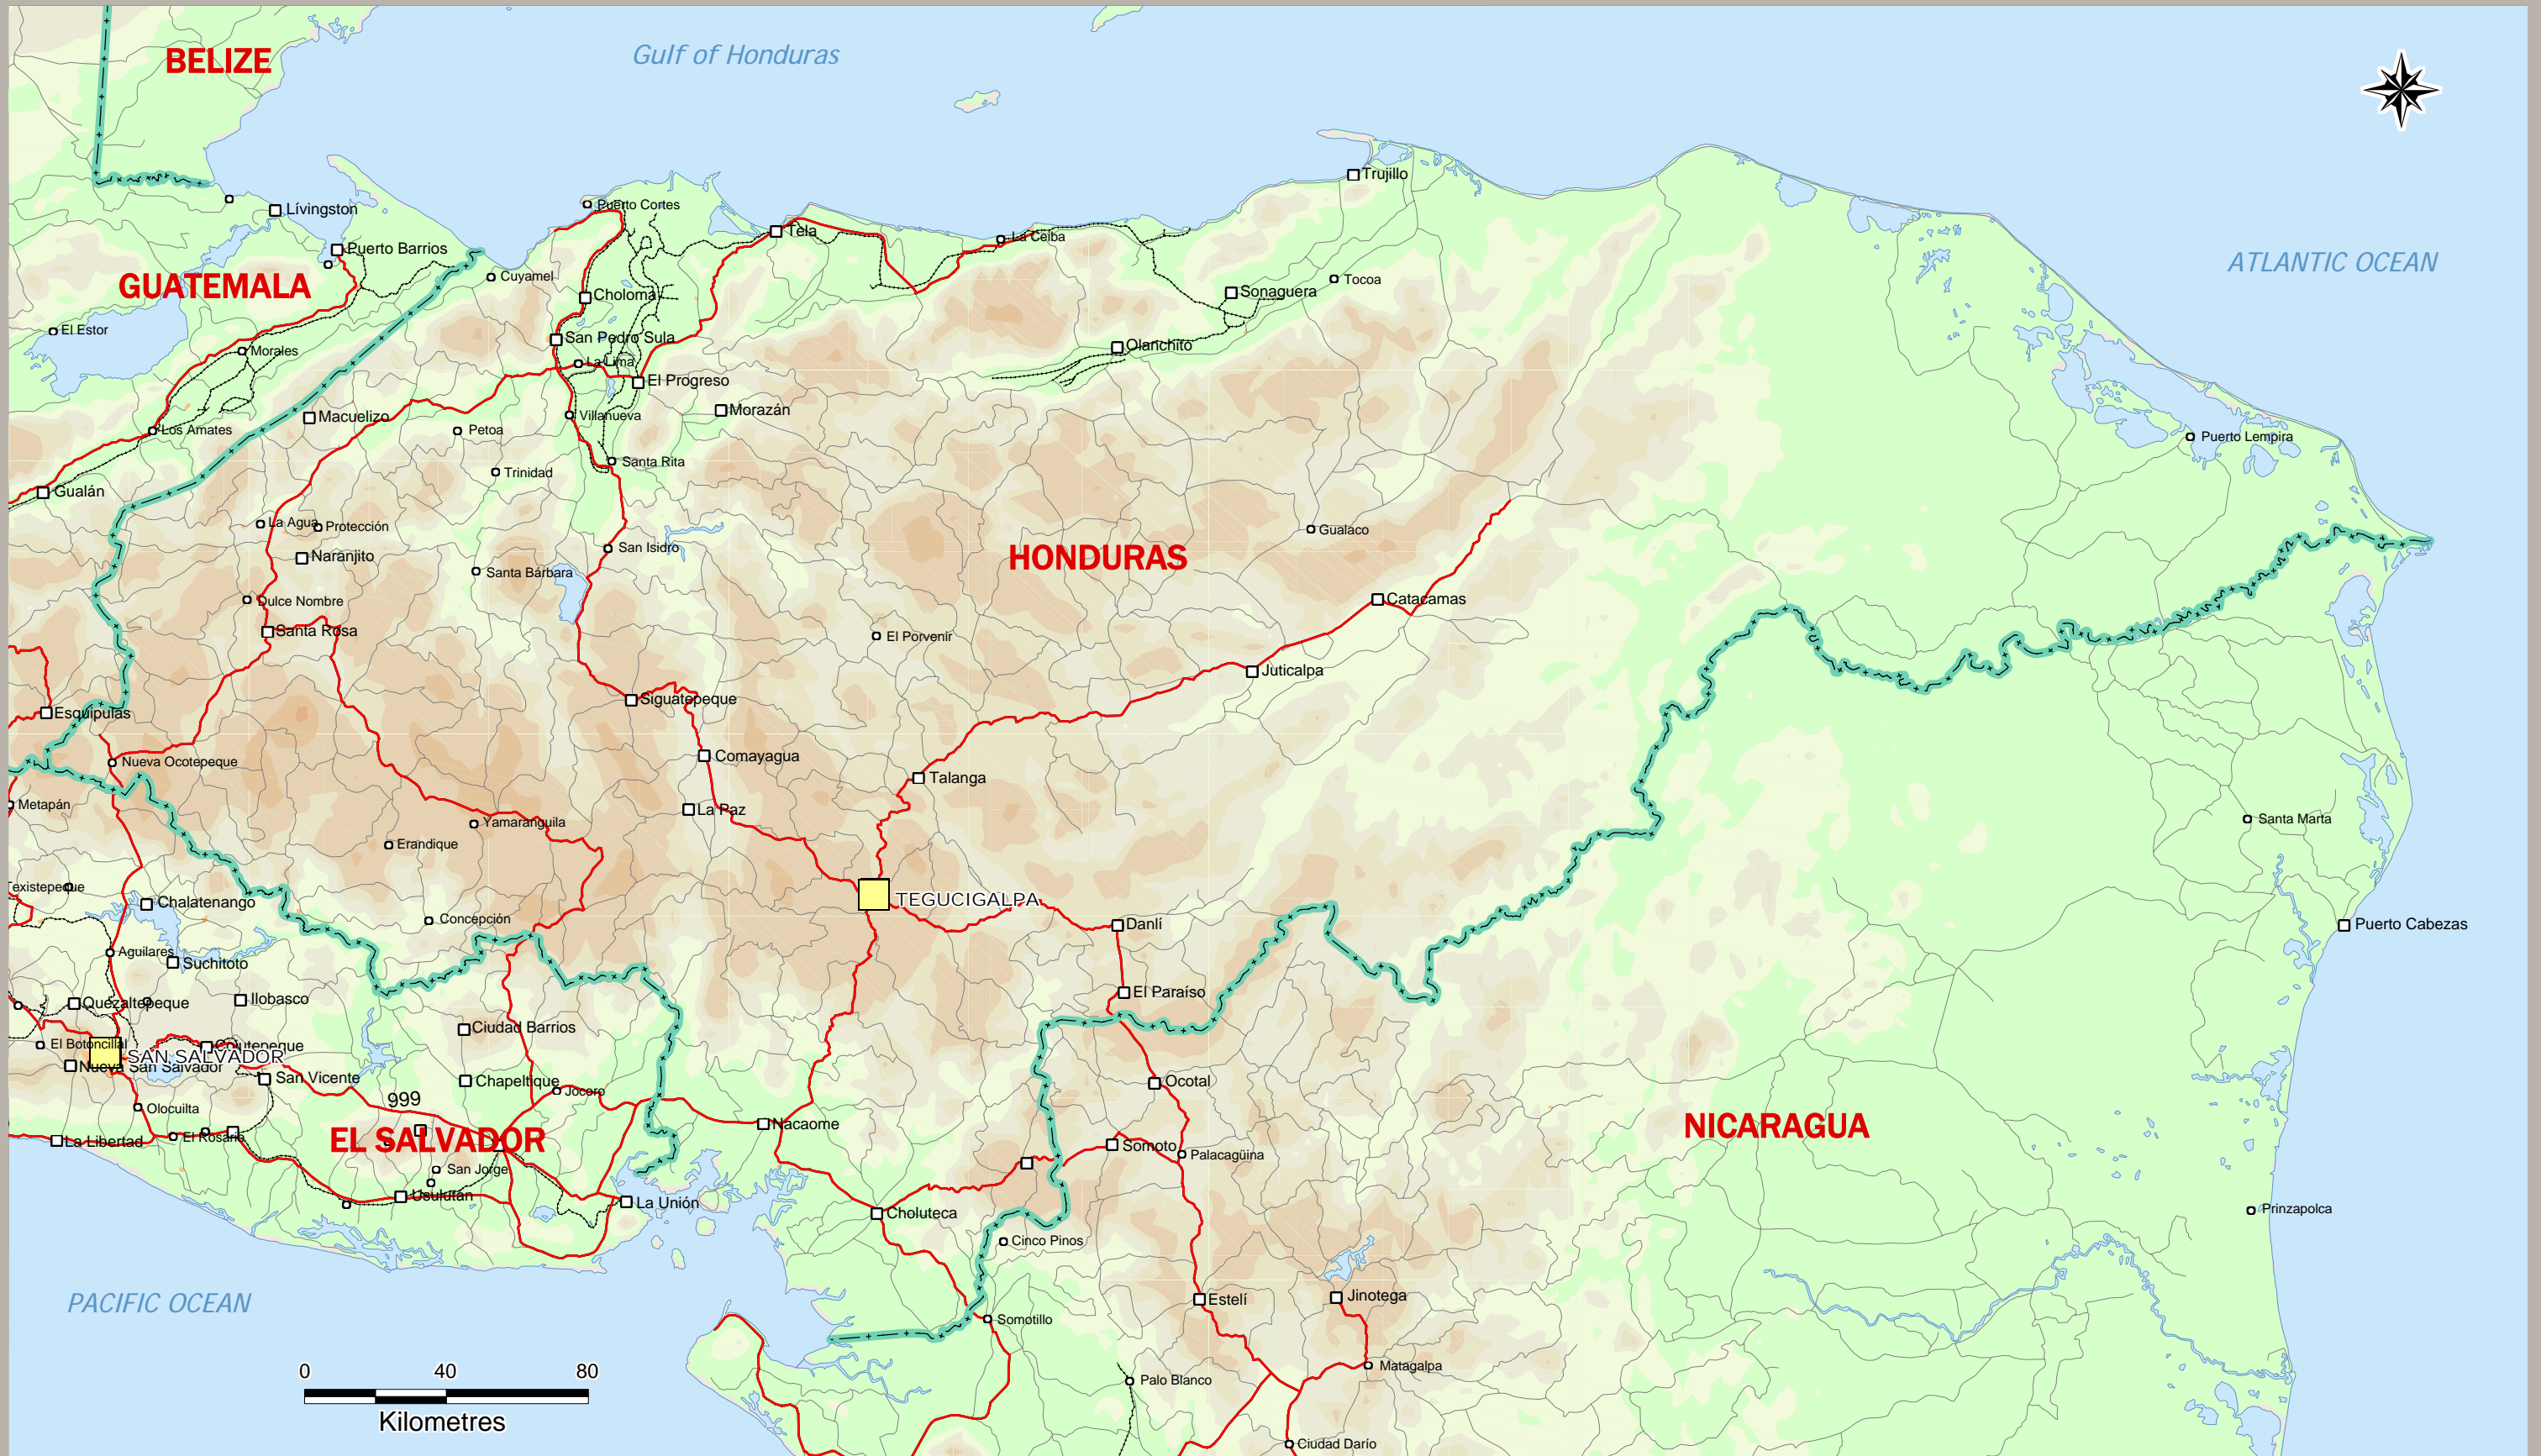 BELIZE
Gulf of Honduras
Trujillo
Lívingston
Puerto Cortes
Tela
La Ceiba
Puerto Barrios
ATLANTIC OCEAN
GUATEMALA
Cuyamel
Choloma
Sonaguera
Tocoa
El Estor
San Pedro Sula
Olanchito
Morales
La Lima
El Progreso
Macuelizo
Villanueva
Morazán
Los Amates
Petoa
Puerto Lempira
Santa Rita
Trinidad
Gualán
La Agua
Protección
Gualaco
San Isidro
HONDURAS
Naranjito
Santa Bárbara
Dulce Nombre
Catacamas
Santa Rosa
El Porvenir
Juticalpa
Siguatepeque
Esquipulas
Comayagua
Nueva Ocotepeque
Talanga
Metapán
La Paz
Yamaranguila
Santa Marta
Erandique
existepeque
TEGUCIGALPA
Chalatenango
Concepción
Danlí
Puerto Cabezas
Aguilares
Suchitoto
El Paraíso
Quezaltepeque
Ilobasco
Ciudad Barrios
El Botoncillal
Cojutepeque
SAN SALVADOR
Nueva San Salvador
San Vicente
Chapeltique
Ocotal
Jocoro
999
Olocuilta
Nacaome
NICARAGUA
El Rosario
La Libertad
EL SALVADOR
Somoto
Palacagüina
San Jorge
Usulután
La Unión
Choluteca
Prinzapolca
Cinco Pinos
PACIFIC OCEAN
Estelí
Jinotega
Somotillo
0 40 80
Kilometres
Matagalpa
Palo Blanco
Ciudad Darío